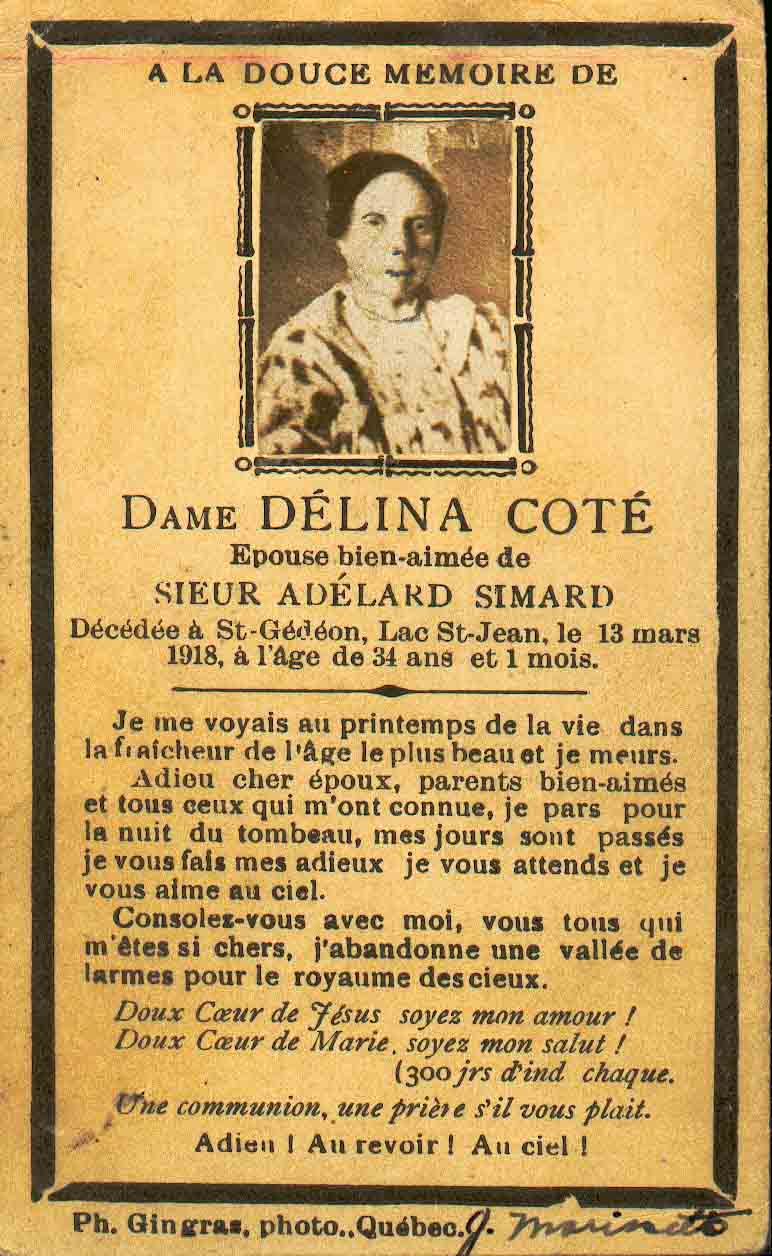 A LA DOUCE MEMOIRE DE
DAME DÉLINA COTÉ
Epouse bien-aimée de
SIEUR ADÉLARD SIMARD
Décédée à St-Gédéon, Lac St-Jean, le 13 mars
1918, à l'âge de 34 ans et 1 mois.
Je me voyais au printemps de la vie dans
la fraîcheur de l'âge le plus beau et je meurs.
Adieu cher époux, parents bien-aimés
et tous ceux qui m'ont connue, je pars pour
la nuit du tombeau, mes jours sont passés
je vous fais mes adieux je vous attends et je
vous aime au ciel.
Consolez-vous avec moi, vous tous qui
m'êtes si chers, j'abandonne une vallée de
larmes pour le royaume des cieux.
Doux Cœur de Jésus soyez mon amour !
Doux Cœur de Marie, soyez mon salut !
(300 jrs d'ind chaque.
Une communion, une prière s'il vous plait.
Adieu ! Au revoir ! Au ciel !
Ph. Gingras, photo., Québec. J.